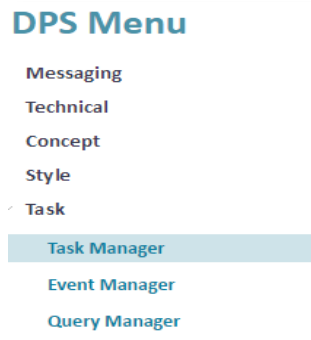 DPS Menu
Messaging
Technical
Concept
Style
Task
Task Manager
Event Manager
Query Manager